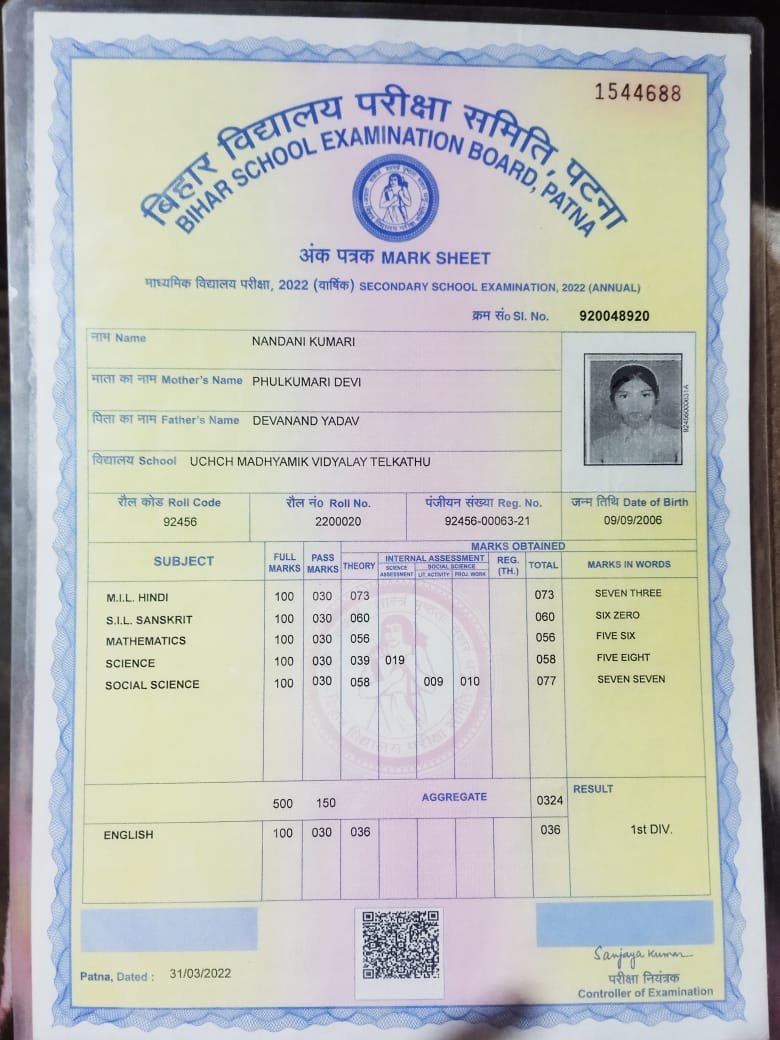 1544688
बिहार विद्यालय परीक्षा समिति, पटना
BIHAR SCHOOL EXAMINATION BOARD, PATNA
अंक पत्रक MARK SHEET
माध्यमिक विद्यालय परीक्षा, 2022 (वार्षिक) SECONDARY SCHOOL EXAMINATION, 2022 (ANNUAL)
क्रम सं० Sl. No. 920048920
नाम Name NANDANI KUMARI
माता का नाम Mother's Name PHULKUMARI DEVI
पिता का नाम Father's Name DEVANAND YADAV
विद्यालय School UCHCH MADHYAMIK VIDYALAY TELKATHU
रौल कोड Roll Code रौल नं० Roll No. पंजीयन संख्या Reg. No. जन्म तिथि Date of Birth
92456 2200020 92456-00063-21 09/09/2006
MARKS OBTAINED
SUBJECT FULL MARKS PASS MARKS THEORY INTERNAL ASSESSMENT REG. (TH.) TOTAL MARKS IN WORDS
SCIENCE ASSESSMENT SOCIAL SCIENCE
LIT. ACTIVITY PROJ. WORK
M.I.L. HINDI 100 030 073 073 SEVEN THREE
S.I.L. SANSKRIT 100 030 060 060 SIX ZERO
MATHEMATICS 100 030 056 056 FIVE SIX
SCIENCE 100 030 039 019 058 FIVE EIGHT
SOCIAL SCIENCE 100 030 058 009 010 077 SEVEN SEVEN
500 150 AGGREGATE 0324 RESULT
ENGLISH 100 030 036 036 1st DIV.
Patna, Dated : 31/03/2022
Sanjaya Kumar
परीक्षा नियंत्रक
Controller of Examination